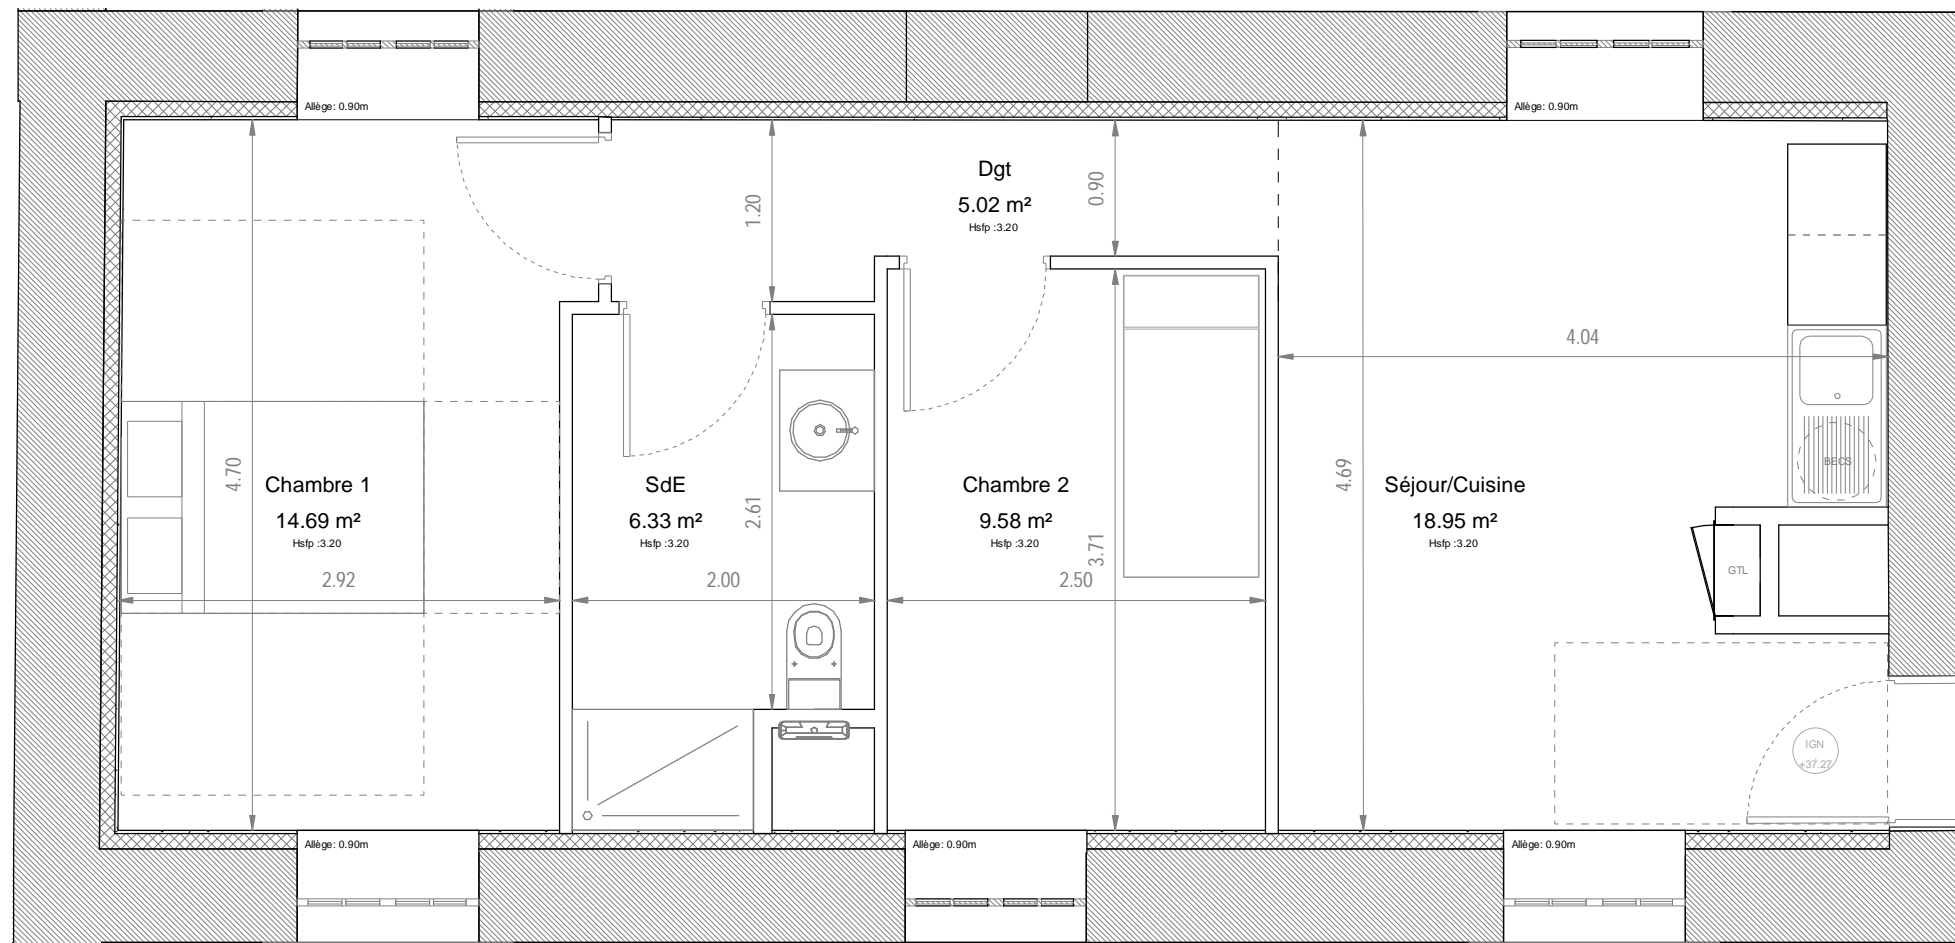 Allège: 0.90m
Allège: 0.90m
Dgt
5.02 m²
Hsfp :3.20
1.20
0.90
4.04
4.70
Chambre 1
14.69 m²
Hsfp :3.20
2.92
SdE
6.33 m²
Hsfp :3.20
2.00
2.61
Chambre 2
9.58 m²
Hsfp :3.20
2.50
3.71
4.69
Séjour/Cuisine
18.95 m²
Hsfp :3.20
BECS
GTL
IGN
+37.27
Allège: 0.90m
Allège: 0.90m
Allège: 0.90m